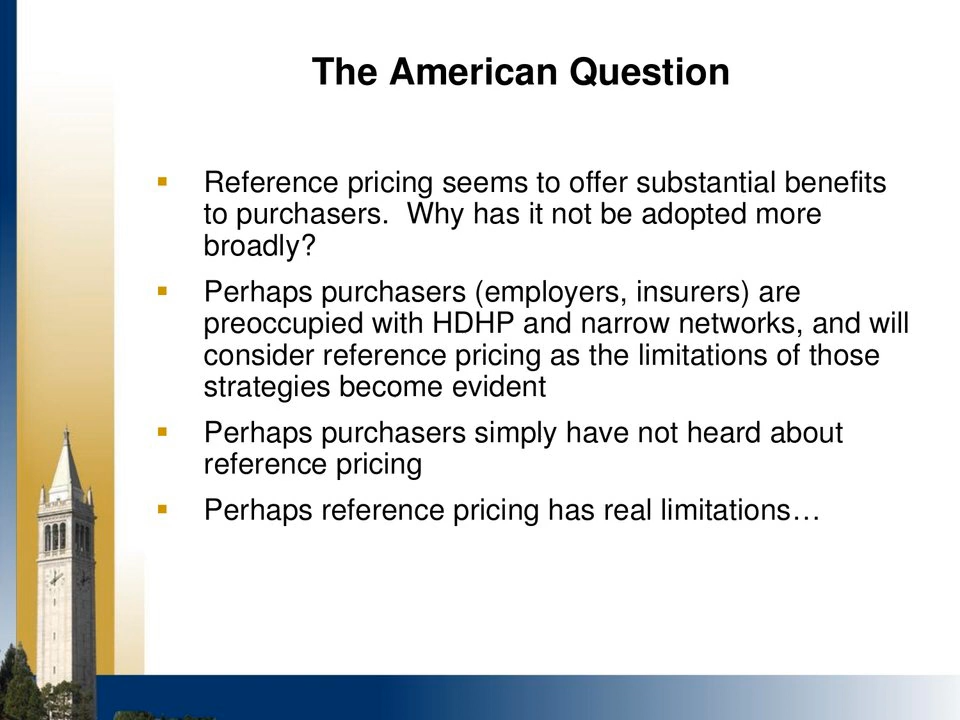 The American Question
Reference pricing seems to offer substantial benefits
to purchasers.  Why has it not be adopted more
broadly?
Perhaps purchasers (employers, insurers) are
preoccupied with HDHP and narrow networks, and will
consider reference pricing as the limitations of those
strategies become evident
Perhaps purchasers simply have not heard about
reference pricing
Perhaps reference pricing has real limitations…